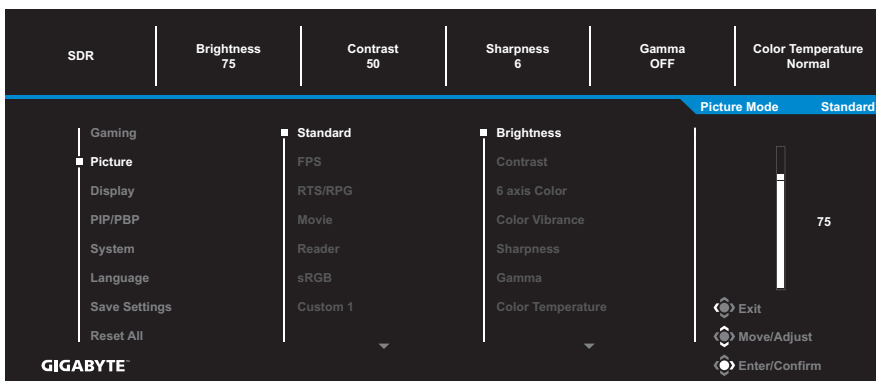 SDR
Brightness
75
Contrast
50
Sharpness
6
Gamma
OFF
Color Temperature
Normal
Picture Mode Standard
Gaming
Picture
Display
PIP/PBP
System
Language
Save Settings
Reset All
Standard
FPS
RTS/RPG
Movie
Reader
sRGB
Custom 1
Brightness
Contrast
6 axis Color
Color Vibrance
Sharpness
Gamma
Color Temperature
75
Exit
Move/Adjust
Enter/Confirm
GIGABYTE™